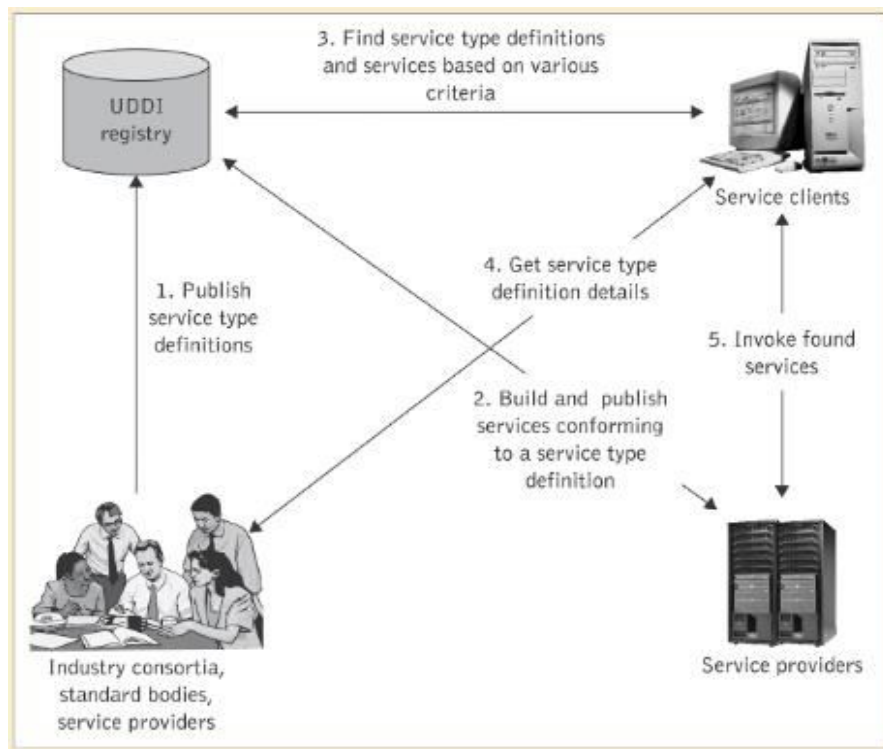 3. Find service type definitions
and services based on various
criteria
UDDI
registry
Service clients
4. Get service type
definition details
1. Publish
service type
definitions
5. Invoke found
services
2. Build and publish
services conforming
to a service type
definition
Industry consortia,
standard bodies,
service providers
Service providers